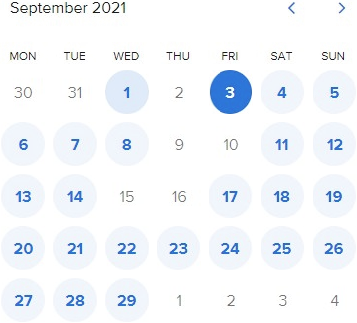 September 2021
MON TUE WED THU FRI SAT SUN
30 31 1 2 3 4 5
6 7 8 9 10 11 12
13 14 15 16 17 18 19
20 21 22 23 24 25 26
27 28 29 1 2 3 4